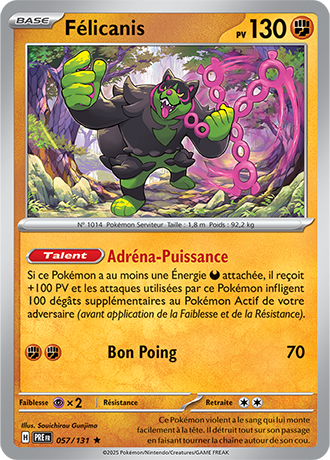 BASE Félicanis PV 130
N° 1014 Pokémon Serviteur Taille : 1,8 m Poids : 92,2 kg
Talent Adréna-Puissance
Si ce Pokémon a au moins une Énergie attachée, il reçoit
+100 PV et les attaques utilisées par ce Pokémon infligent
100 dégâts supplémentaires au Pokémon Actif de votre
adversaire (avant application de la Faiblesse et de la Résistance).
Bon Poing 70
Faiblesse ×2 Résistance Retraite
Illus. Souichirou Gunjima
H PRE FR 057/131 ★
Ce Pokémon violent a le sang qui lui monte
facilement à la tête. Il détruit tout sur son passage
en faisant tournoyer la chaîne autour de son cou.
©2025 Pokémon/Nintendo/Creatures/GAME FREAK